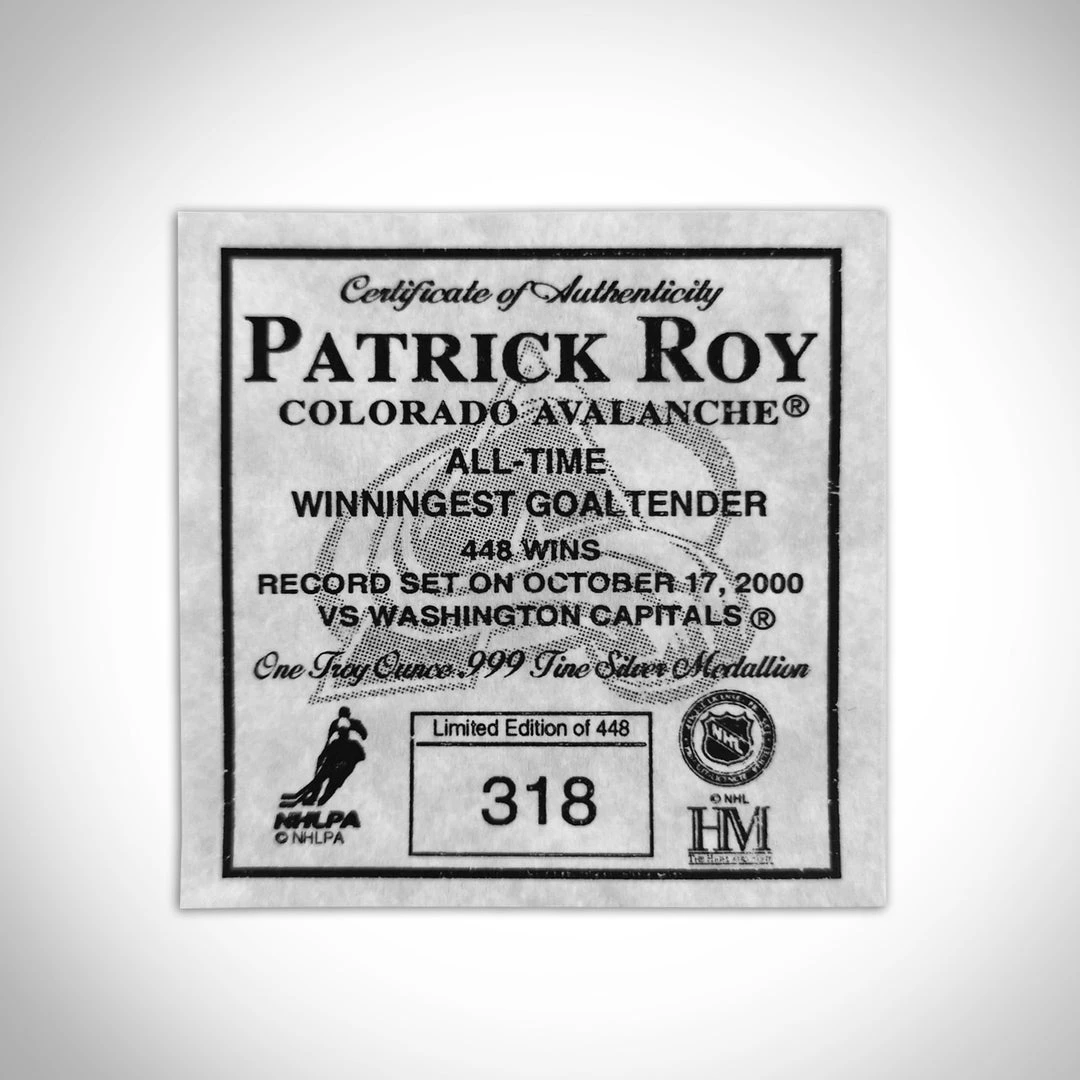 Certificate of Authenticity
PATRICK ROY
COLORADO AVALANCHE®
ALL-TIME
WINNINGEST GOALTENDER
448 WINS
RECORD SET ON OCTOBER 17, 2000
VS WASHINGTON CAPITALS ®
One Troy Ounce .999 Fine Silver Medallion
Limited Edition of 448
318
NHLPA
© NHLPA
NHL
© NHL
HM